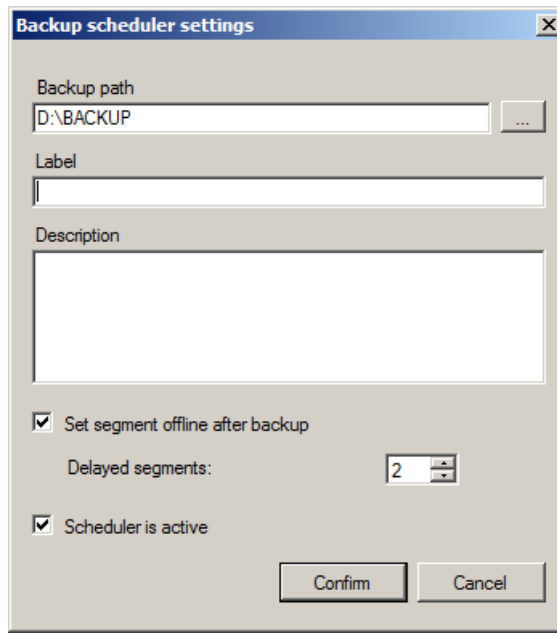 Backup scheduler settings
Backup path
D:\BACKUP
...
Label
Description
Set segment offline after backup
Delayed segments:
2
Scheduler is active
Confirm
Cancel